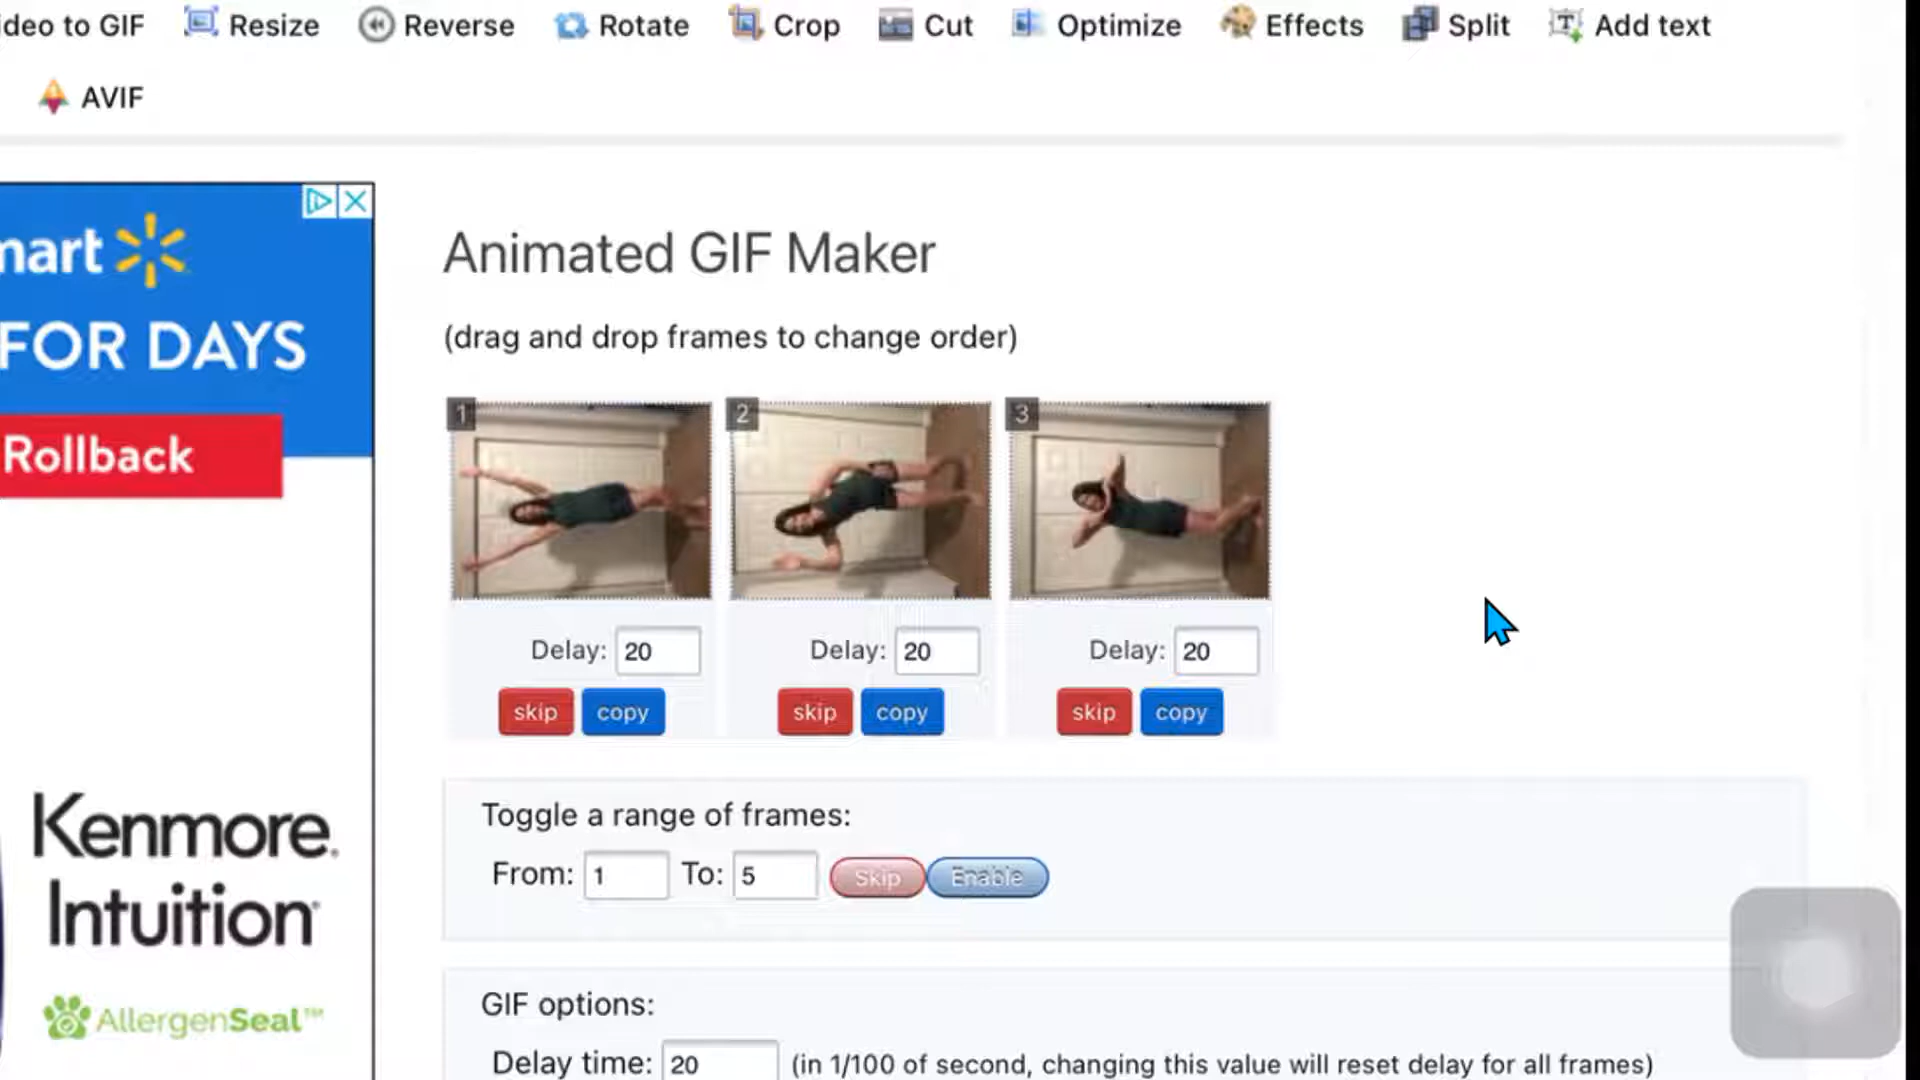 deo to GIF Resize Reverse Rotate Crop Cut Optimize Effects Split Add text
AVIF
mart
FOR DAYS
Rollback
Kenmore.
Intuition
AllergenSeal™
Animated GIF Maker
(drag and drop frames to change order)
1 2 3
Delay: 20 Delay: 20 Delay: 20
skip copy skip copy skip copy
Toggle a range of frames:
From: 1 To: 5 Skip Enable
GIF options:
Delay time: 20 (in 1/100 of second, changing this value will reset delay for all frames)